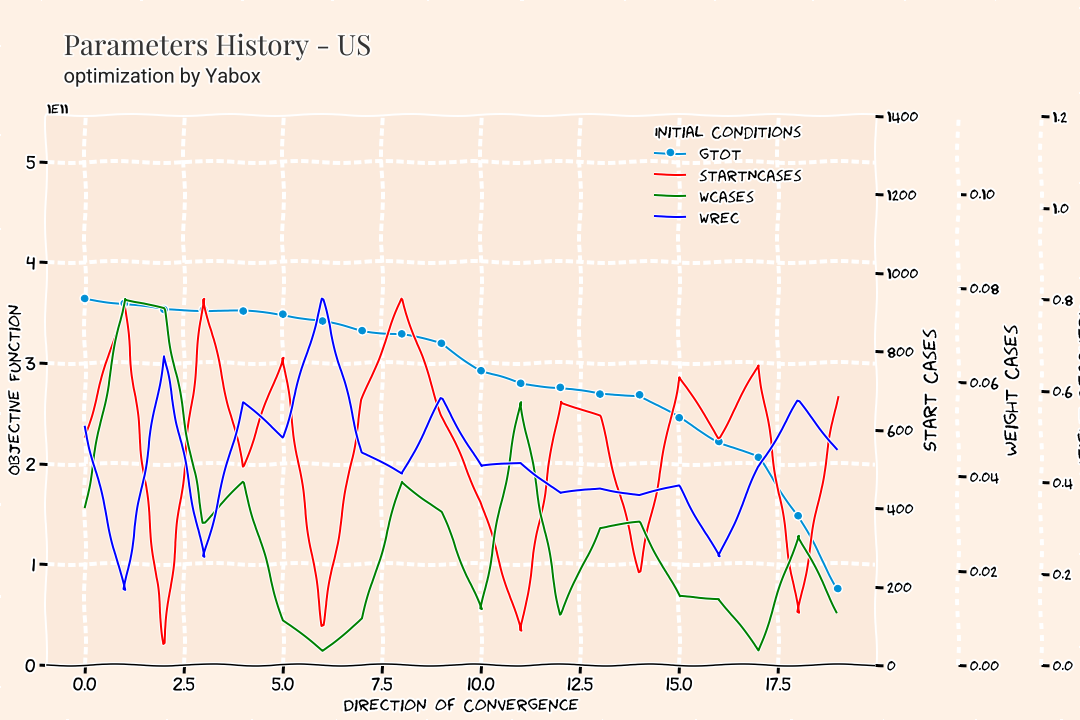 Parameters History - US
optimization by Yabox
1E11
INITIAL CONDITIONS
GTOT
STARTNCASES
WCASES
WREC
OBJECTIVE FUNCTION
5
4
3
2
1
0
0.0 2.5 5.0 7.5 10.0 12.5 15.0 17.5
DIRECTION OF CONVERGENCE
1400
1200
1000
800
600
400
200
0
START CASES
0.10
0.08
0.06
0.04
0.02
0.00
WEIGHT CASES
1.2
1.0
0.8
0.6
0.4
0.2
0.0